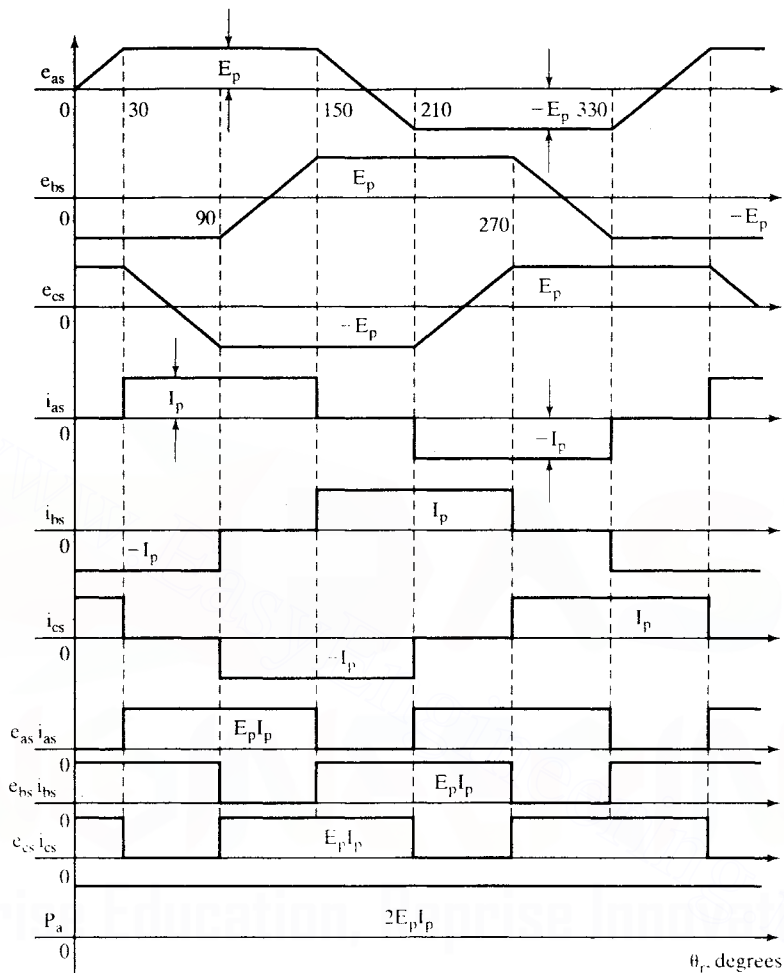 e_as
E_p
0
30
150
210
−E_p
330
e_bs
E_p
0
90
270
−E_p
e_cs
E_p
0
−E_p
i_as
I_p
0
−I_p
i_bs
I_p
0
−I_p
i_cs
I_p
0
−I_p
e_as i_as
E_pI_p
0
e_bs i_bs
E_pI_p
0
e_cs i_cs
E_pI_p
0
P_a
2E_pI_p
0
θ_r, degrees